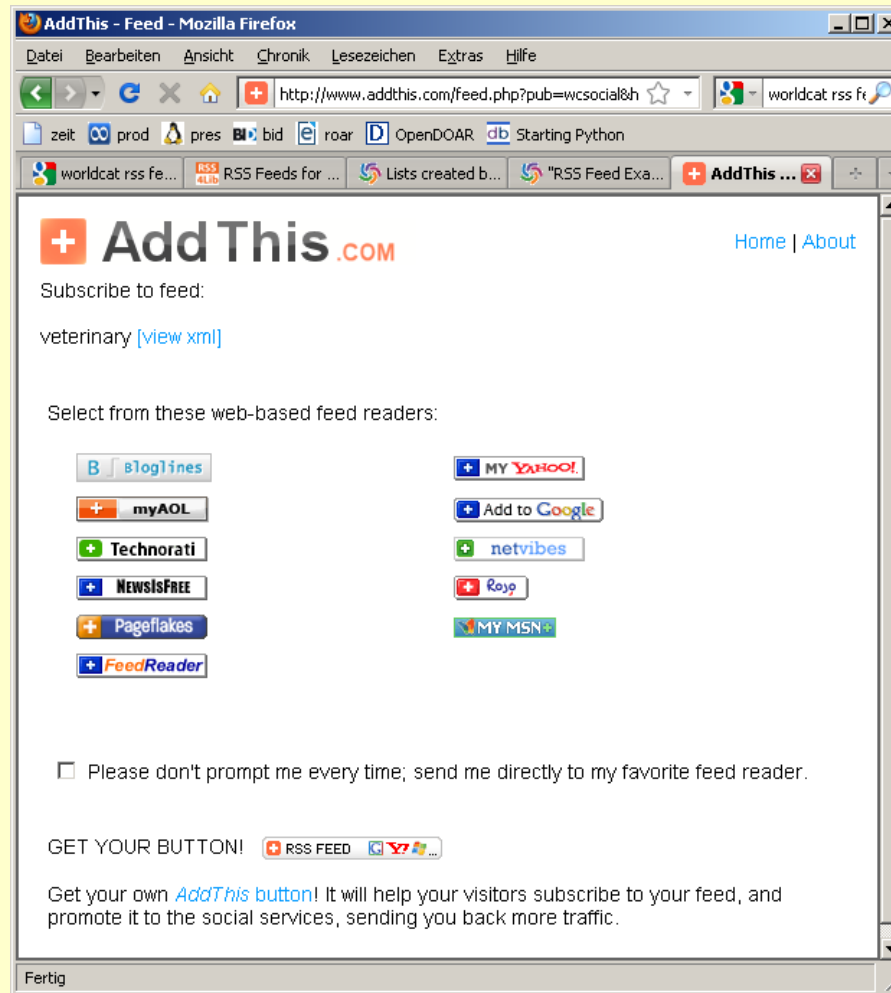 AddThis - Feed - Mozilla Firefox
Datei Bearbeiten Ansicht Chronik Lesezeichen Extras Hilfe
http://www.addthis.com/feed.php?pub=wcsocial&h worldcat rss fe
zeit prod pres BID bid e roar D OpenDOAR db Starting Python
worldcat rss fe... RSS 4Lib RSS Feeds for ... Lists created b... "RSS Feed Exa... AddThis ...
AddThis.COM
Home | About
Subscribe to feed:
veterinary [view xml]
Select from these web-based feed readers:
B Bloglines MY YAHOO!
myAOL Add to Google
Technorati netvibes
NEWSISFREE Rojo
Pageflakes MY MSN+
FeedReader
Please don't prompt me every time; send me directly to my favorite feed reader.
GET YOUR BUTTON! RSS FEED G Y! ...
Get your own AddThis button! It will help your visitors subscribe to your feed, and
promote it to the social services, sending you back more traffic.
Fertig